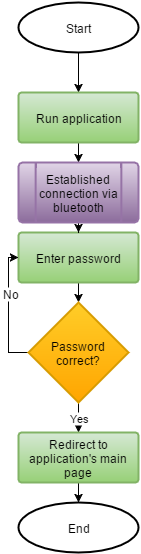 Start
Run application
Established
connection via
bluetooth
Enter password
No
Password
correct?
Yes
Redirect to
application's main
page
End